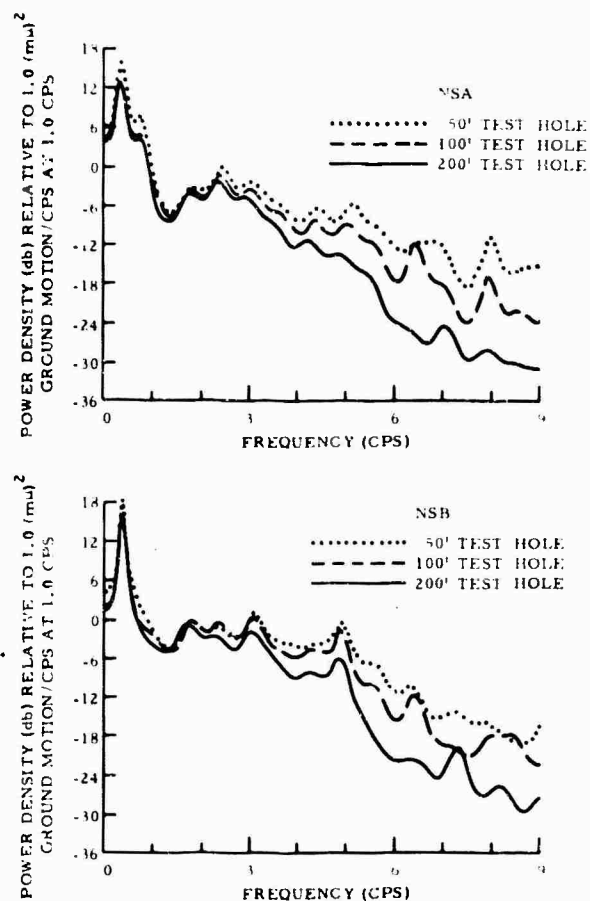 POWER DENSITY (db) RELATIVE TO 1.0 (mμ)²
GROUND MOTION/CPS AT 1.0 CPS
18
12
6
0
-6
-12
-18
-24
-30
-36
NSA
50' TEST HOLE
100' TEST HOLE
200' TEST HOLE
0 3 6 9
FREQUENCY (CPS)
POWER DENSITY (db) RELATIVE TO 1.0 (mμ)²
GROUND MOTION/CPS AT 1.0 CPS
18
12
6
0
-6
-12
-18
-24
-30
-36
NSB
50' TEST HOLE
100' TEST HOLE
200' TEST HOLE
0 3 6 9
FREQUENCY (CPS)